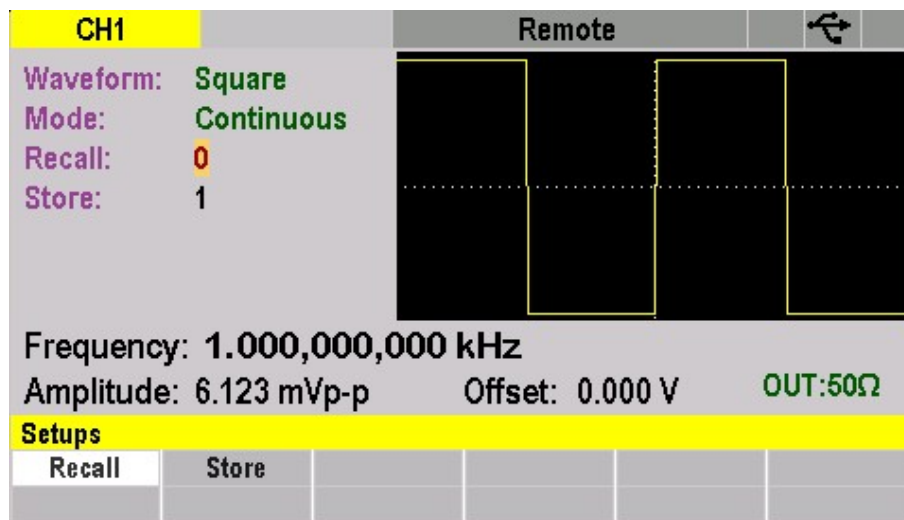 CH1 Remote
Waveform: Square
Mode: Continuous
Recall: 0
Store: 1
Frequency: 1.000,000,000 kHz
Amplitude: 6.123 mVp-p Offset: 0.000 V OUT:50Ω
Setups
Recall Store